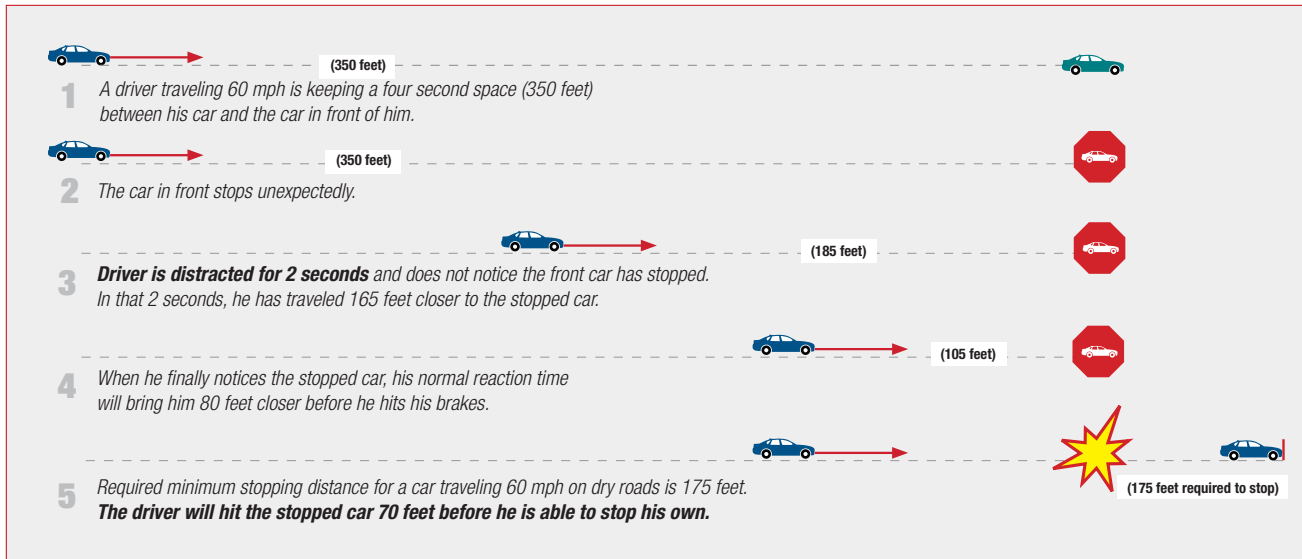 (350 feet)
1
A driver traveling 60 mph is keeping a four second space (350 feet)
between his car and the car in front of him.
(350 feet)
2
The car in front stops unexpectedly.
(185 feet)
3
Driver is distracted for 2 seconds and does not notice the front car has stopped.
In that 2 seconds, he has traveled 165 feet closer to the stopped car.
(105 feet)
4
When he finally notices the stopped car, his normal reaction time
will bring him 80 feet closer before he hits his brakes.
(175 feet required to stop)
5
Required minimum stopping distance for a car traveling 60 mph on dry roads is 175 feet.
The driver will hit the stopped car 70 feet before he is able to stop his own.